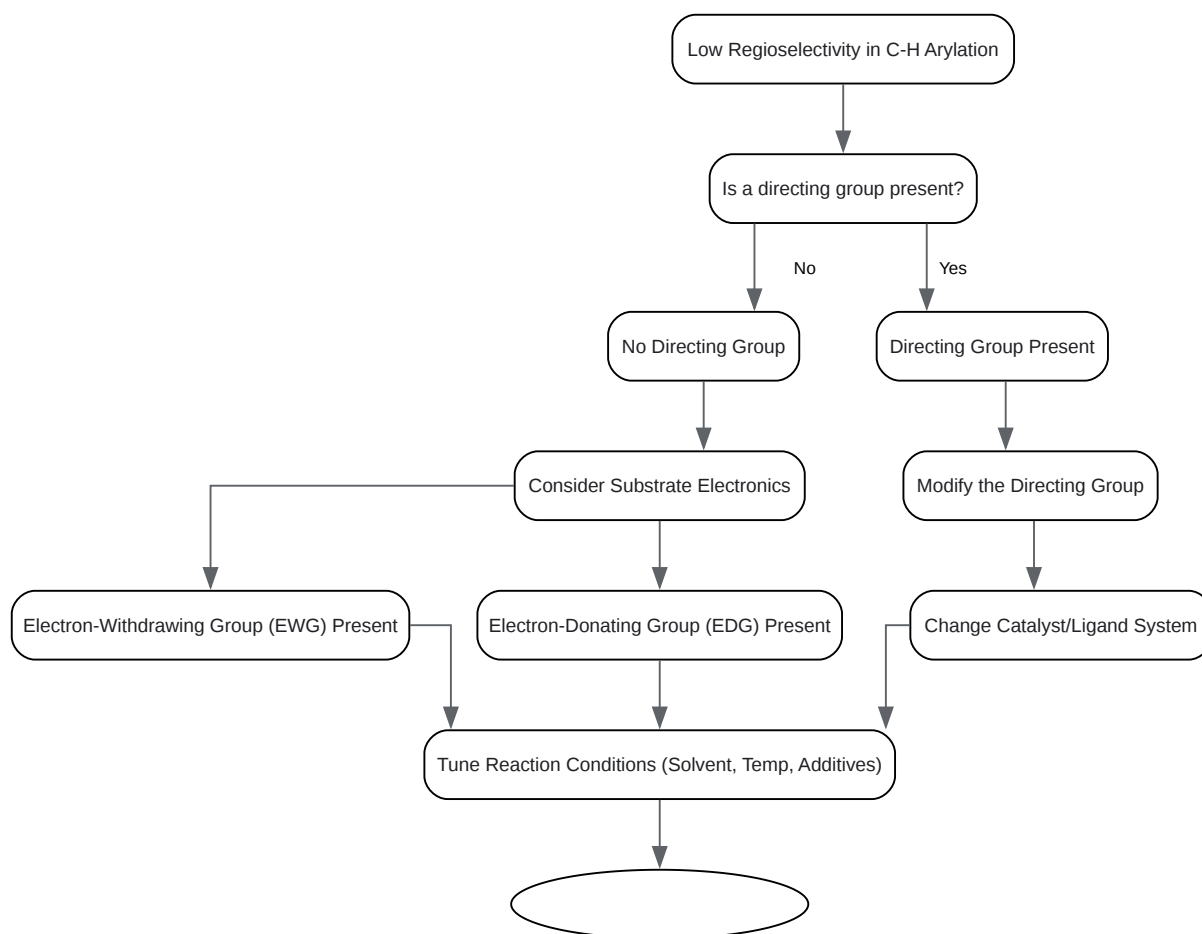 Low Regioselectivity in C-H Arylation
Is a directing group present?
No
Yes
No Directing Group
Directing Group Present
Consider Substrate Electronics
Modify the Directing Group
Electron-Withdrawing Group (EWG) Present
Electron-Donating Group (EDG) Present
Change Catalyst/Ligand System
Tune Reaction Conditions (Solvent, Temp, Additives)